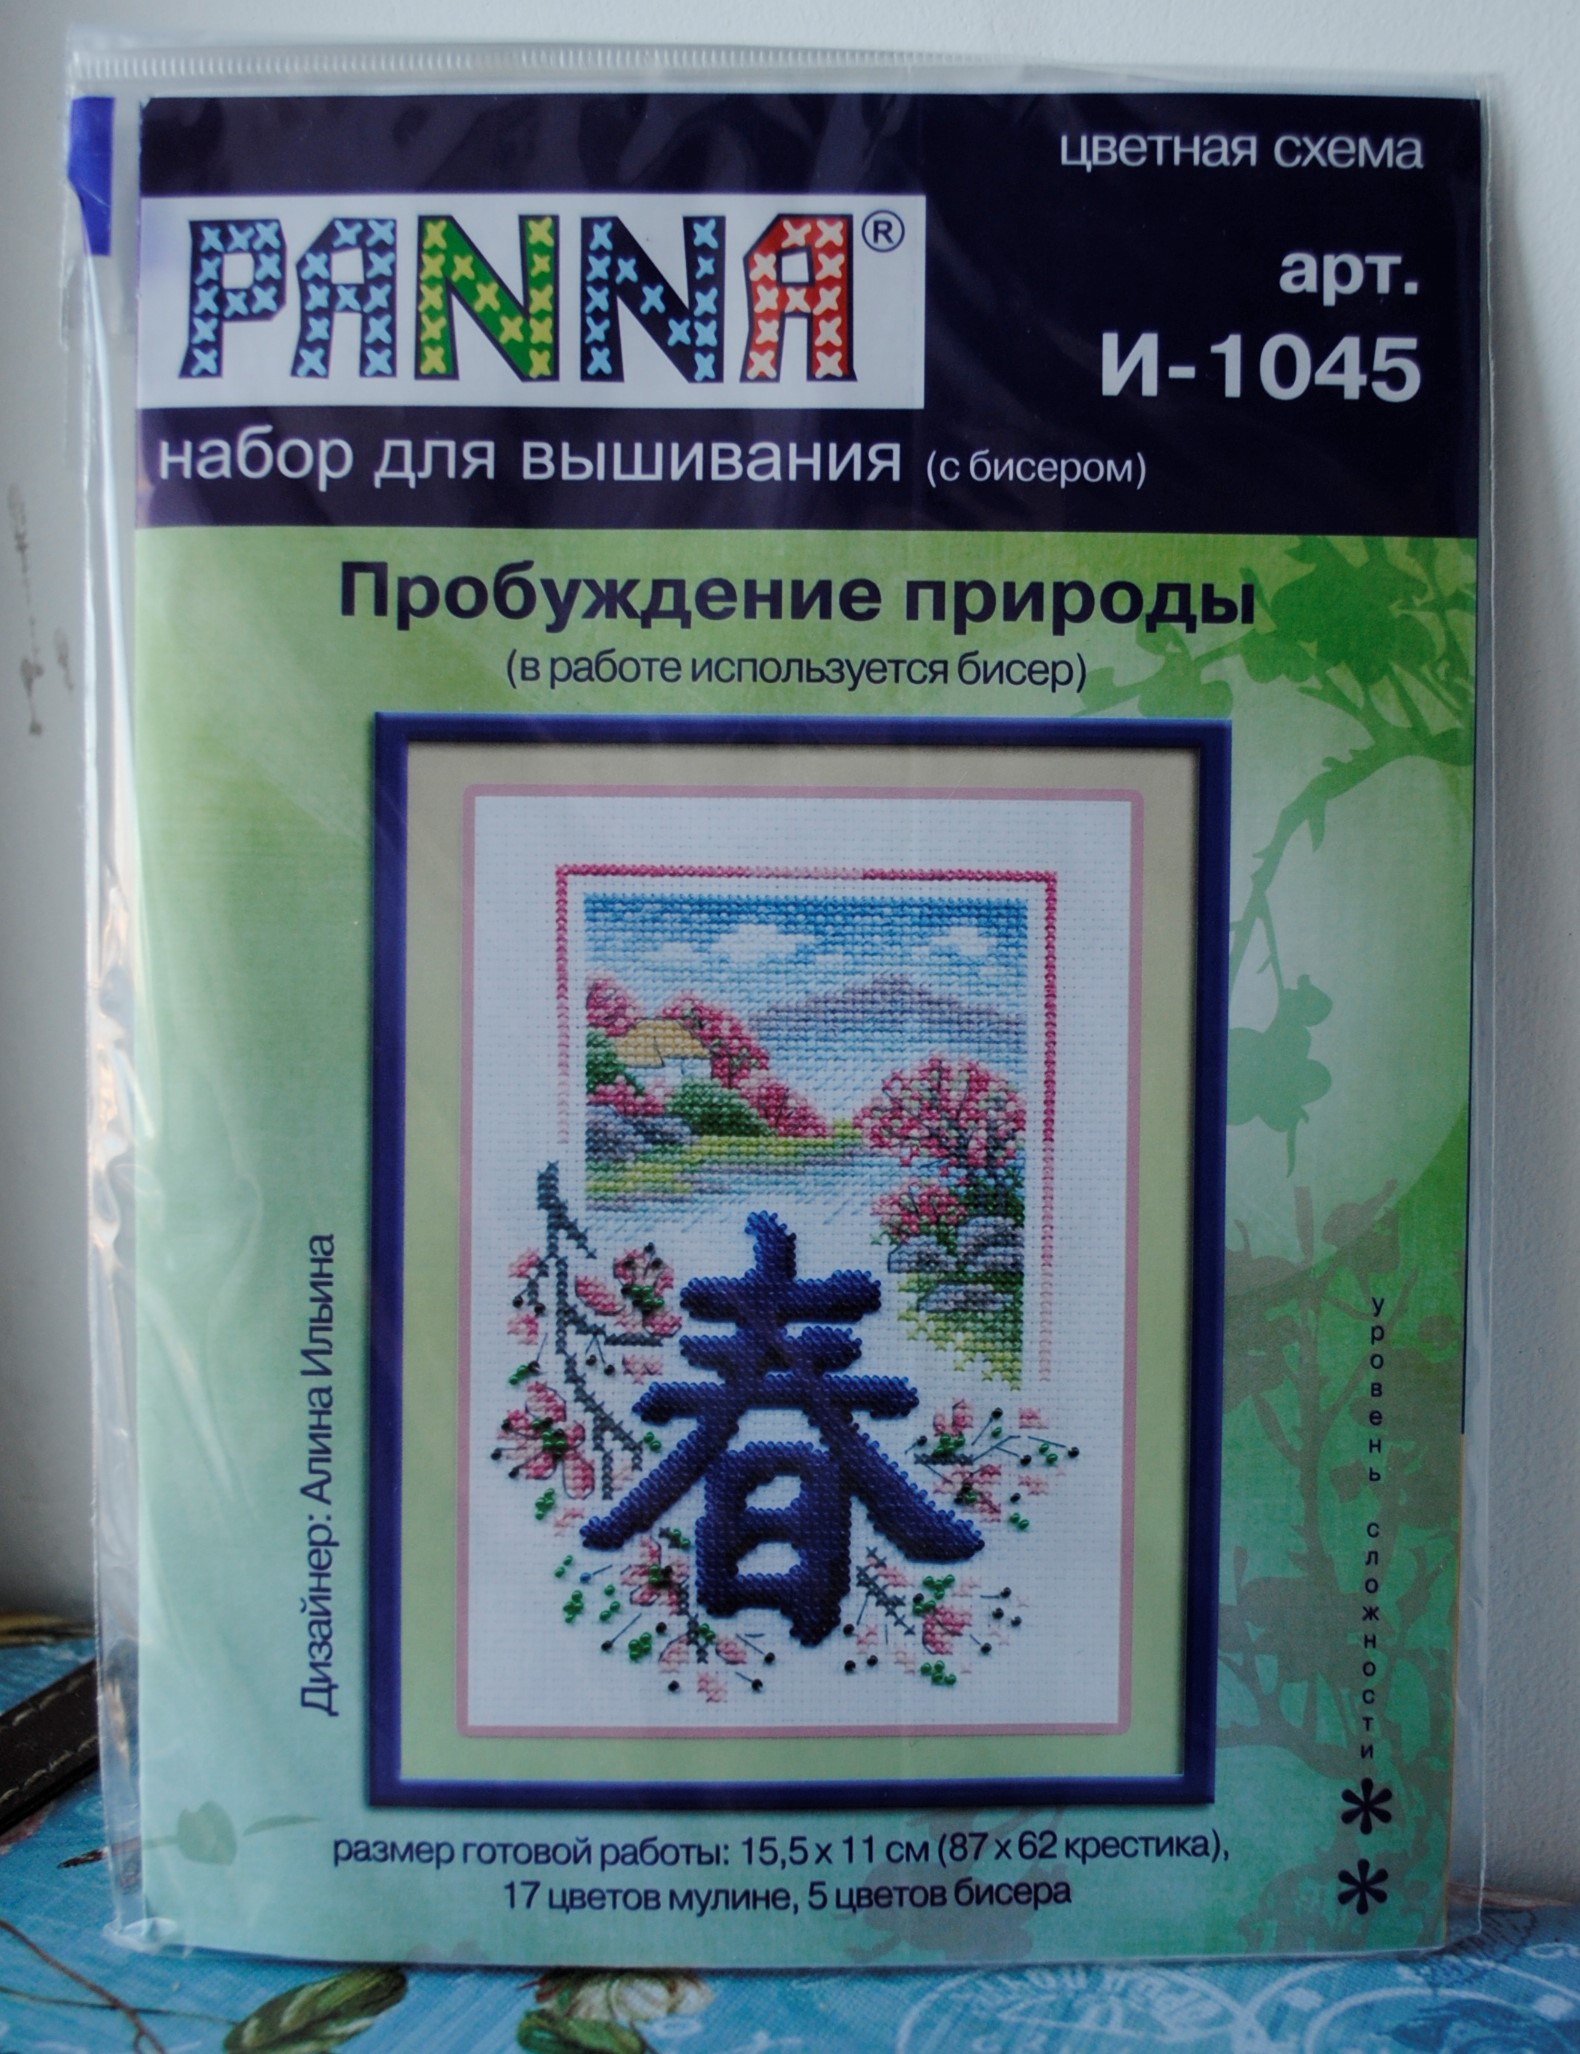 цветная схема
PANNA®
арт.
И-1045
набор для вышивания (с бисером)
Пробуждение природы
(в работе используется бисер)
春
Дизайнер: Алина Ильина
уровень сложности
**
размер готовой работы: 15,5 х 11 см (87 х 62 крестика),
17 цветов мулине, 5 цветов бисера